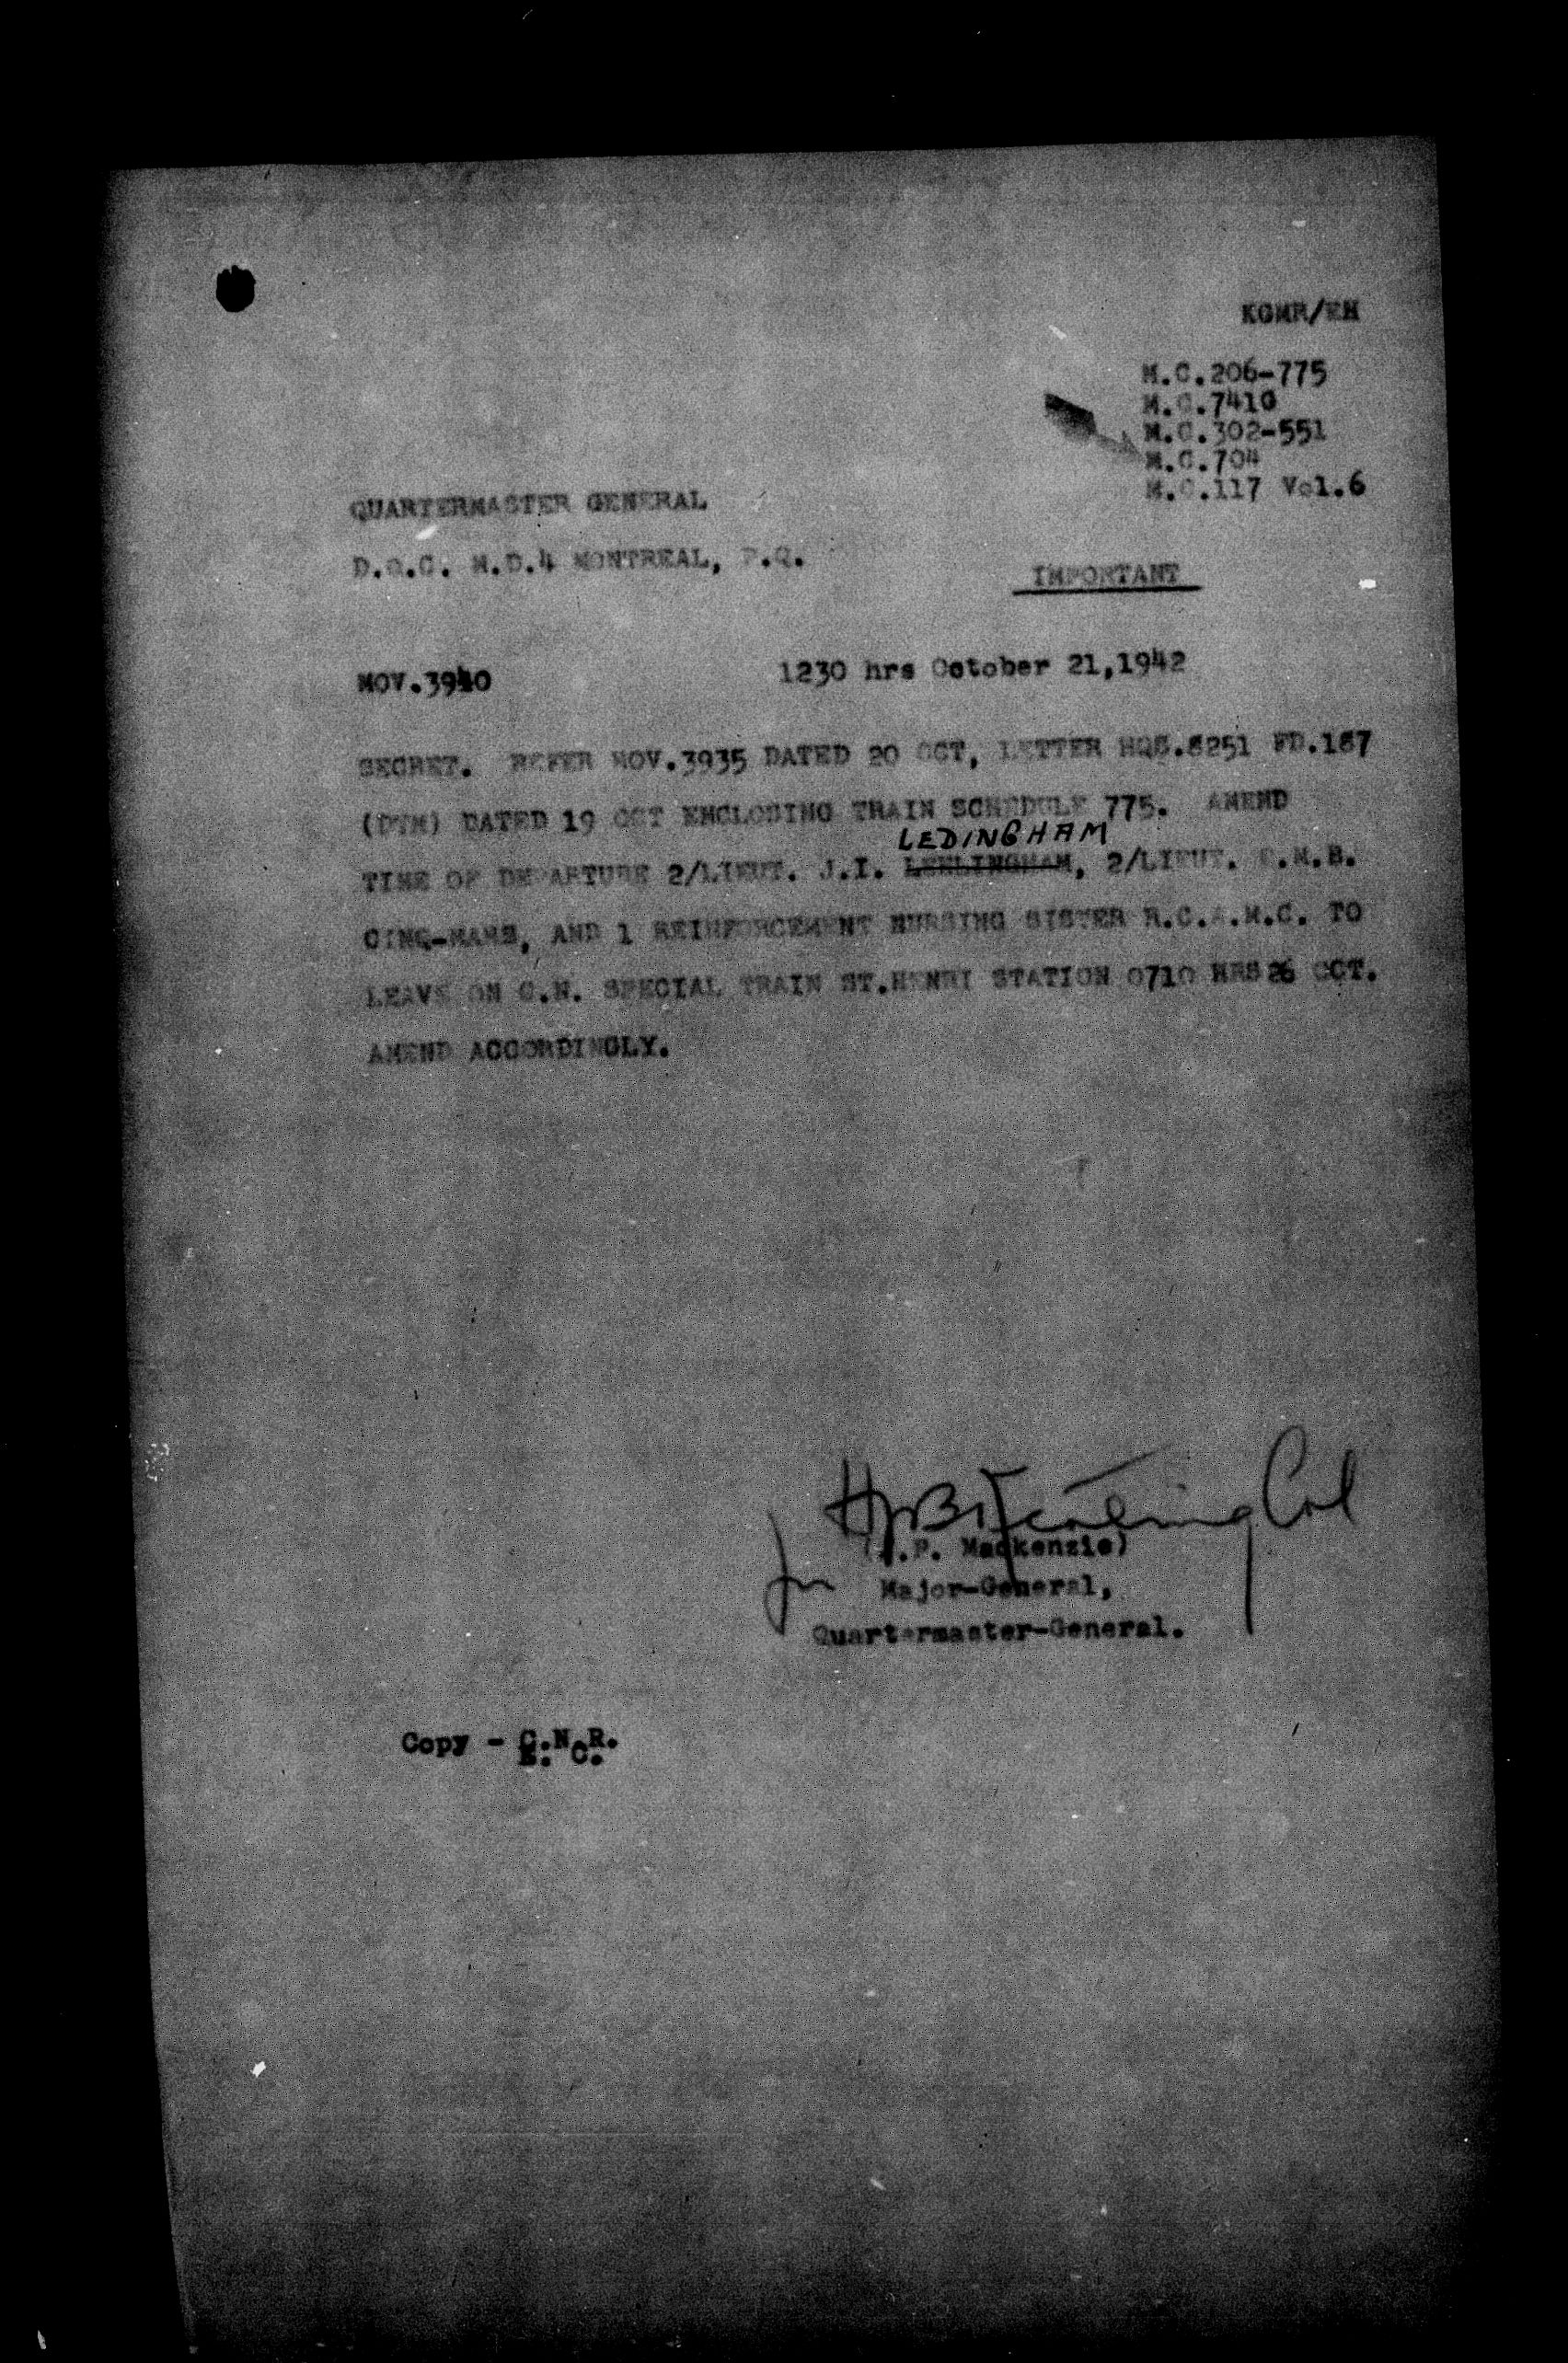 KGMR/EH
M.C.206-775
M.C.7410
M.C.302-551
M.C.704
M.C.117 Vol.6
QUARTERMASTER GENERAL
D.O.C. M.D.4 MONTREAL, P.Q.
IMPORTANT
MOV.3940 1230 hrs October 21,1942
SECRET. REFER MOV.3935 DATED 20 OCT, LETTER HQS.8251 FD.187
(DTM) DATED 19 OCT ENCLOSING TRAIN SCHEDULE 775. AMEND
LEDINGHAM
TIME OF DEPARTURE 2/LIEUT. J.I. LEELINGHAM, 2/LIEUT. .M.B.
CINQ-MARS, AND 1 REINFORCEMENT NURSING SISTER R.C.A.M.C. TO
LEAVE ON C.N. SPECIAL TRAIN ST.HENRI STATION 0710 HRS 26 OCT.
AMEND ACCORDINGLY.
Col
(.P. Mackenzie)
for Major-General,
Quartermaster-General.
Copy - C.N.R.
E.C.